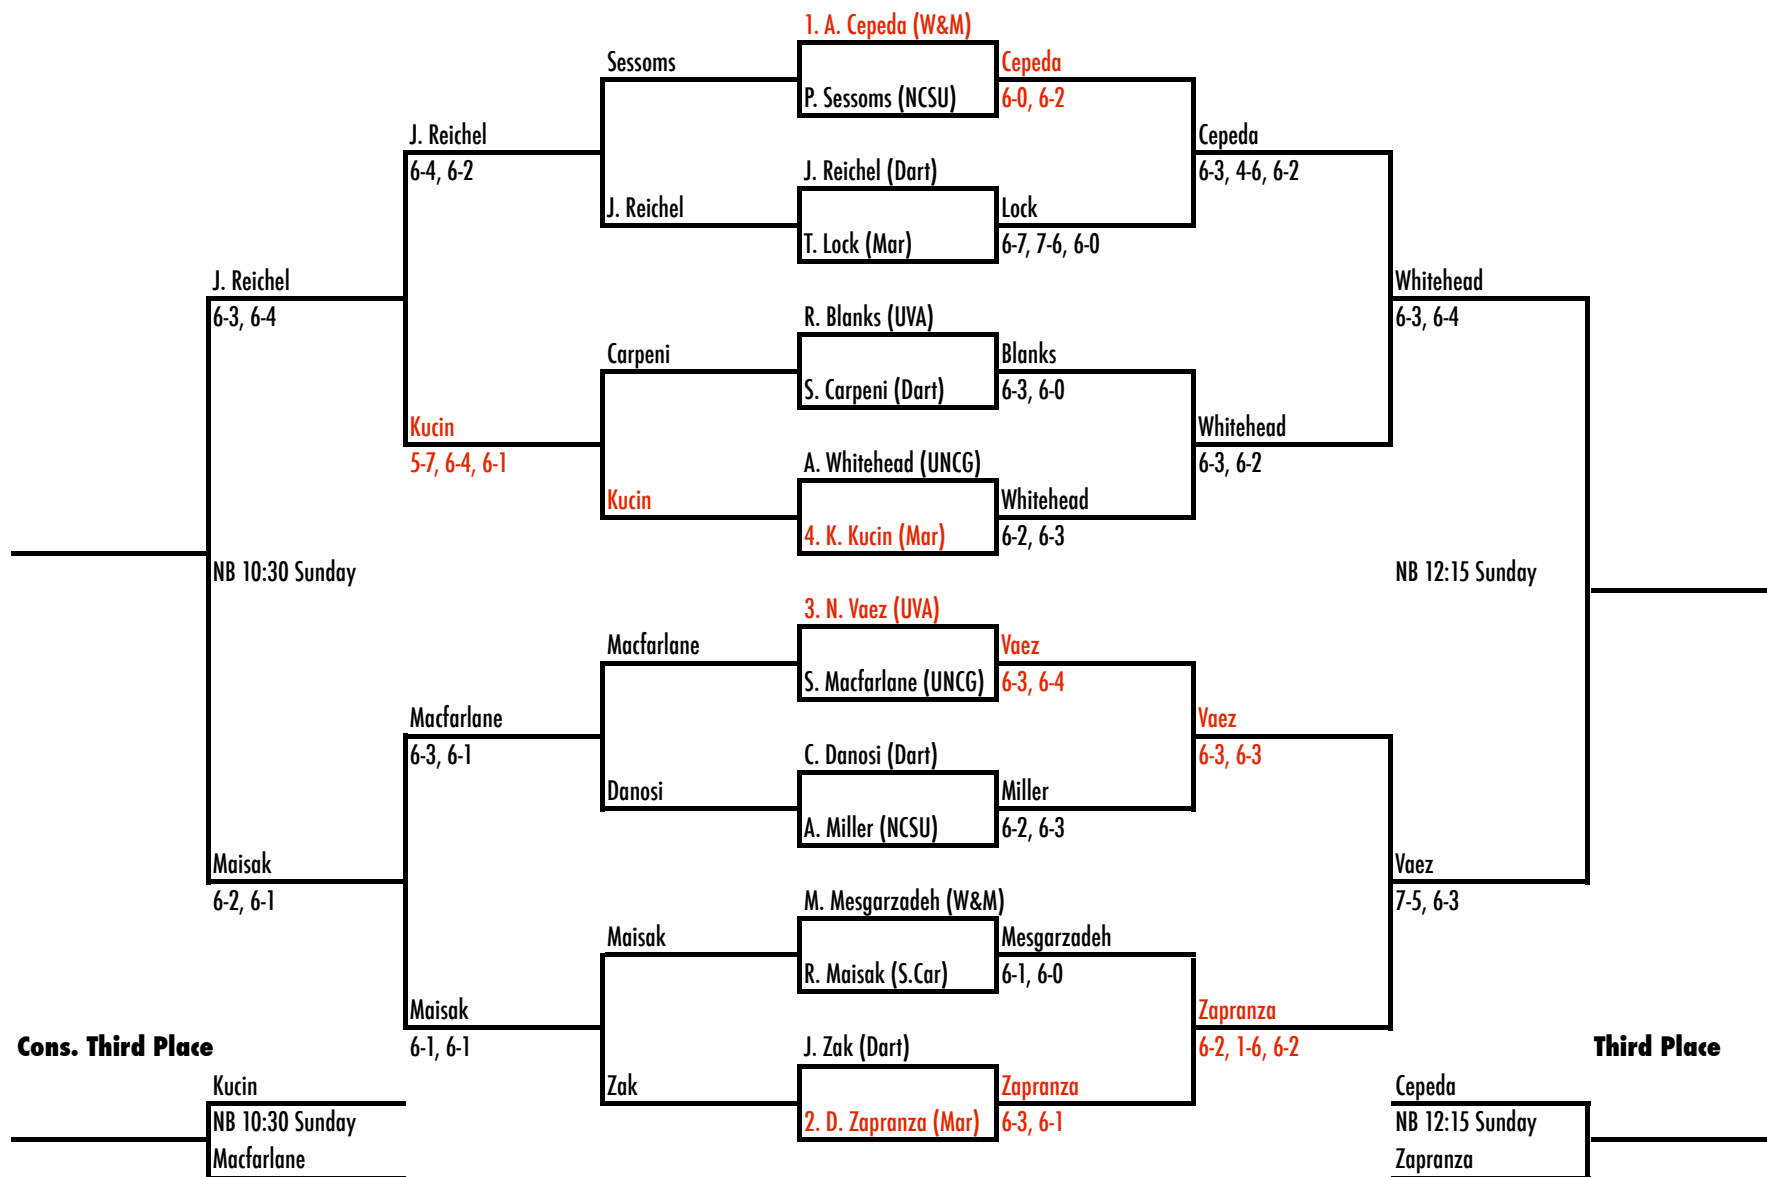 1. A. Cepeda (W&M)
Sessoms
Cepeda
P. Sessoms (NCSU)
6-0, 6-2
J. Reichel
Cepeda
6-4, 6-2
J. Reichel (Dart)
6-3, 4-6, 6-2
J. Reichel
Lock
T. Lock (Mar)
6-7, 7-6, 6-0
J. Reichel
Whitehead
6-3, 6-4
R. Blanks (UVA)
6-3, 6-4
Carpeni
Blanks
S. Carpeni (Dart)
6-3, 6-0
Kucin
Whitehead
5-7, 6-4, 6-1
A. Whitehead (UNCG)
6-3, 6-2
Kucin
Whitehead
4. K. Kucin (Mar)
6-2, 6-3
NB 10:30 Sunday
NB 12:15 Sunday
3. N. Vaez (UVA)
Macfarlane
Vaez
S. Macfarlane (UNCG)
6-3, 6-4
Macfarlane
Vaez
6-3, 6-1
C. Danosi (Dart)
6-3, 6-3
Danosi
Miller
A. Miller (NCSU)
6-2, 6-3
Maisak
Vaez
6-2, 6-1
M. Mesgarzadeh (W&M)
7-5, 6-3
Maisak
Mesgarzadeh
R. Maisak (S.Car)
6-1, 6-0
Maisak
Zapranza
Cons. Third Place
6-1, 6-1
J. Zak (Dart)
6-2, 1-6, 6-2
Third Place
Kucin
Zak
Zapranza
Cepeda
NB 10:30 Sunday
2. D. Zapranza (Mar)
6-3, 6-1
NB 12:15 Sunday
Macfarlane
Zapranza